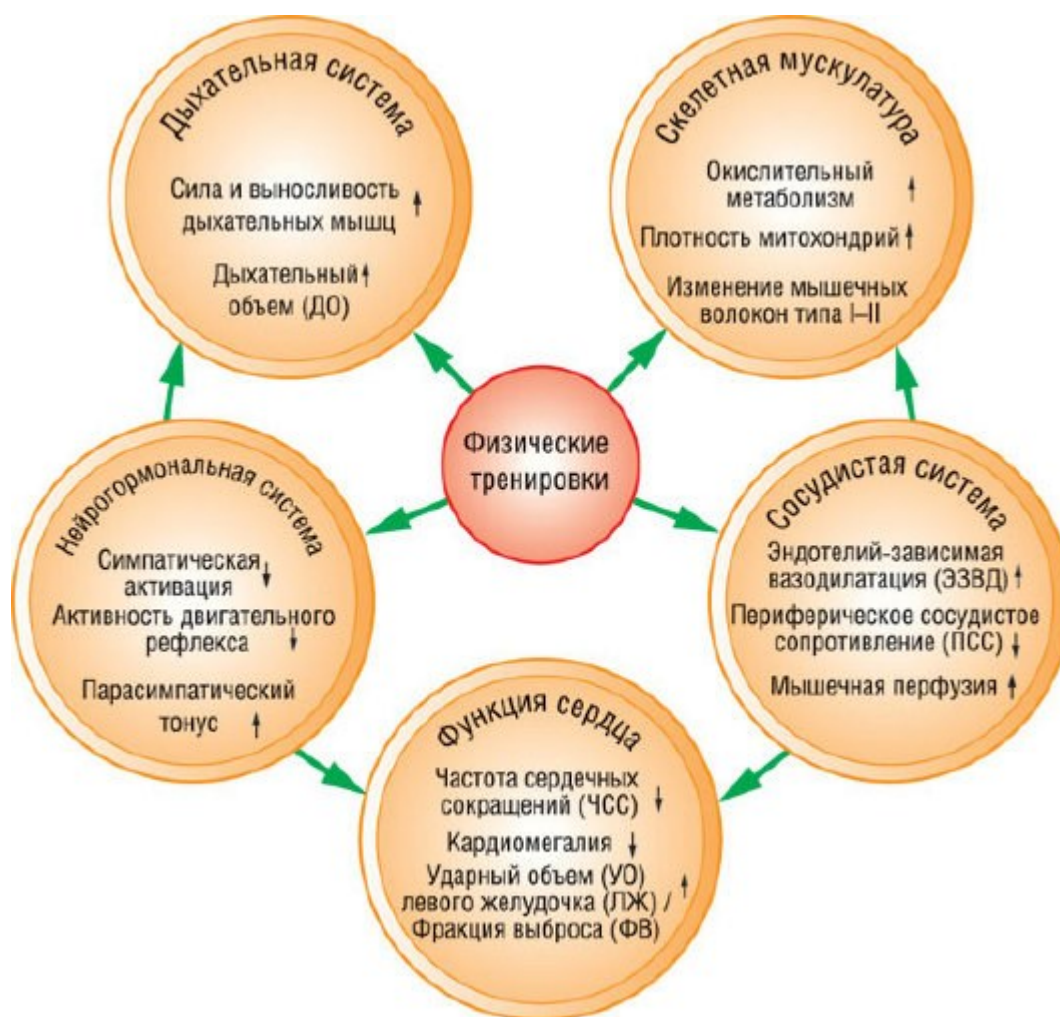 Дыхательная система
Сила и выносливость ↑
дыхательных мышц
Дыхательный ↑
объем (ДО)
Скелетная мускулатура
Окислительный
метаболизм ↑
Плотность митохондрий ↑
Изменение мышечных
волокон типа I–II
Физические
тренировки
Нейрогормональная система
Симпатическая
активация ↓
Активность двигательного
рефлекса ↓
Парасимпатический
тонус ↑
Сосудистая система
Эндотелий-зависимая
вазодилатация (ЭЗВД) ↑
Периферическое сосудистое
сопротивление (ПСС) ↓
Мышечная перфузия ↑
Функция сердца
Частота сердечных
сокращений (ЧСС) ↓
Кардиомегалия ↓
Ударный объем (УО)
левого желудочка (ЛЖ) / ↑
Фракция выброса (ФВ)